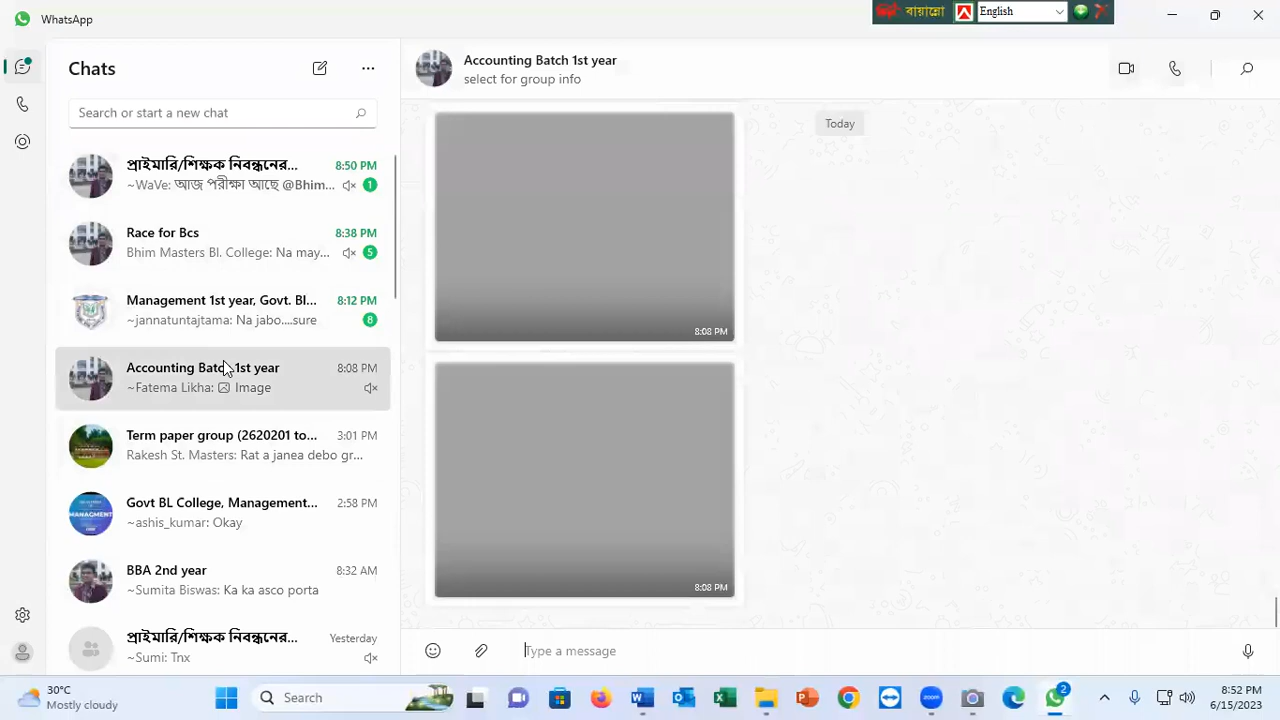 WhatsApp
বায়ান্নো
English
Chats
Accounting Batch 1st year
select for group info
Search or start a new chat
Today
প্রাইমারি/শিক্ষক নিবন্ধনের...
8:50 PM
~WaVe: আজ পরীক্ষা আছে @Bhim...
1
Race for Bcs
8:38 PM
Bhim Masters Bl. College: Na may...
5
Management 1st year, Govt. Bl...
8:12 PM
~jannatuntajtama: Na jabo....sure
8
8:08 PM
Accounting Batch 1st year
8:08 PM
~Fatema Likha: Image
Term paper group (2620201 to...
3:01 PM
Rakesh St. Masters: Rat a janea debo gr...
Govt BL College, Management...
2:58 PM
~ashis_kumar: Okay
MANAGMENT
BBA 2nd year
8:32 AM
~Sumita Biswas: Ka ka asco porta
8:08 PM
প্রাইমারি/শিক্ষক নিবন্ধনের...
Yesterday
~Sumi: Tnx
Type a message
30°C
Mostly cloudy
Search
2
:52 PM
6/15/2023